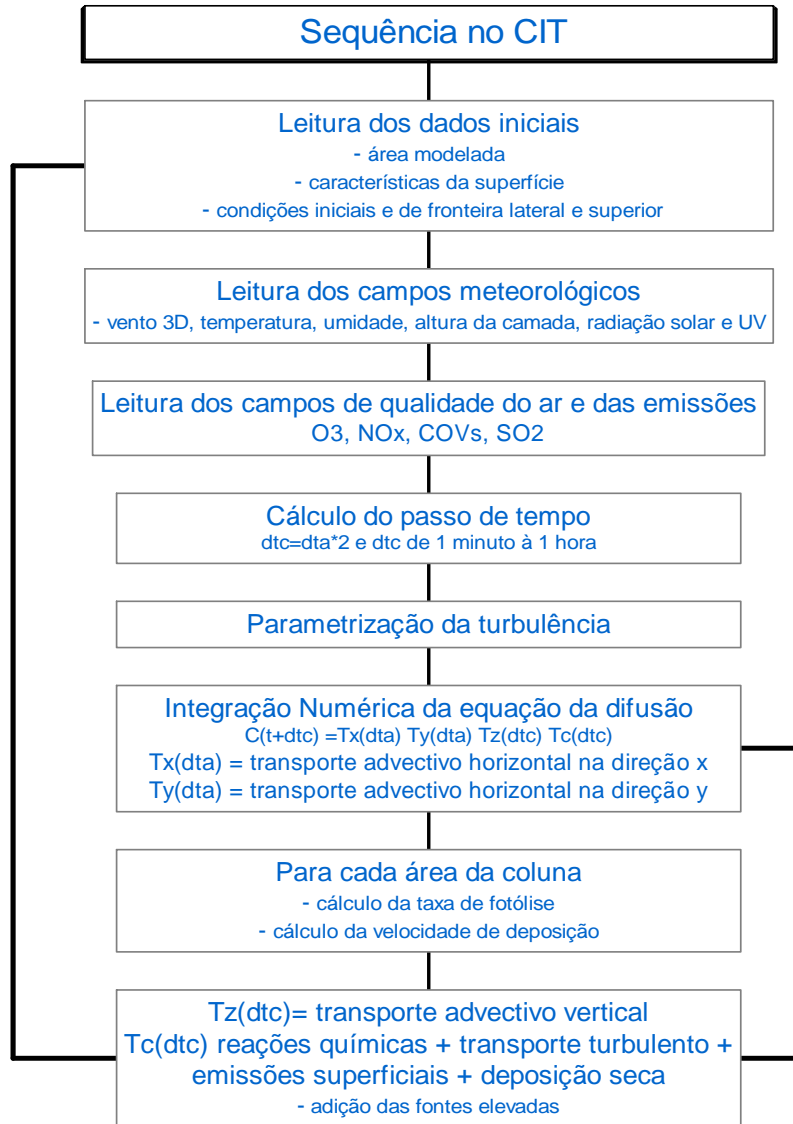 Sequência no CIT
Leitura dos dados iniciais
- área modelada
- características da superfície
- condições iniciais e de fronteira lateral e superior
Leitura dos campos meteorológicos
- vento 3D, temperatura, umidade, altura da camada, radiação solar e UV
Leitura dos campos de qualidade do ar e das emissões
O3, NOx, COVs, SO2
Cálculo do passo de tempo
dtc=dta*2 e dtc de 1 minuto à 1 hora
Parametrização da turbulência
Integração Numérica da equação da difusão
C(t+dtc) =Tx(dta) Ty(dta) Tz(dtc) Tc(dtc)
Tx(dta) = transporte advectivo horizontal na direção x
Ty(dta) = transporte advectivo horizontal na direção y
Para cada área da coluna
- cálculo da taxa de fotólise
- cálculo da velocidade de deposição
Tz(dtc)= transporte advectivo vertical
Tc(dtc) reações químicas + transporte turbulento +
emissões superficiais + deposição seca
- adição das fontes elevadas